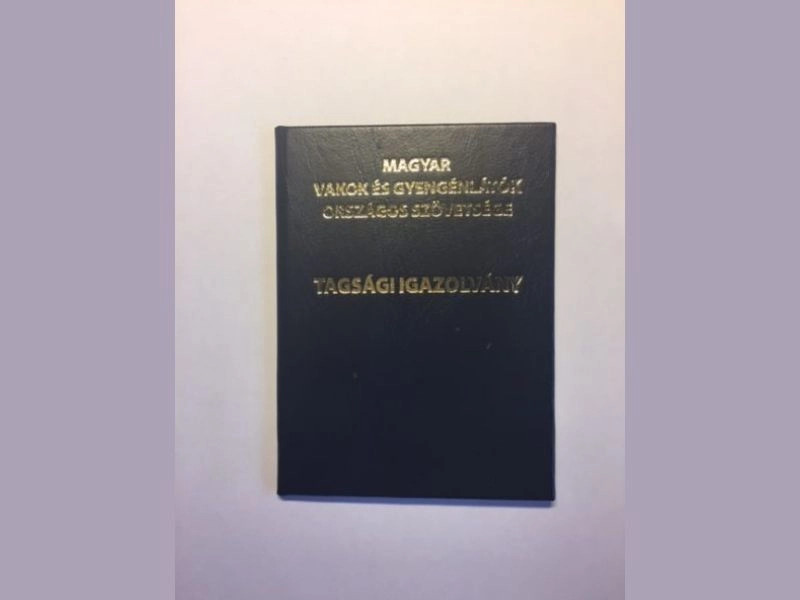 MAGYAR
VAKOK ÉS GYENGÉNLÁTÓK
ORSZÁGOS SZÖVETSÉGE
TAGSÁGI IGAZOLVÁNY